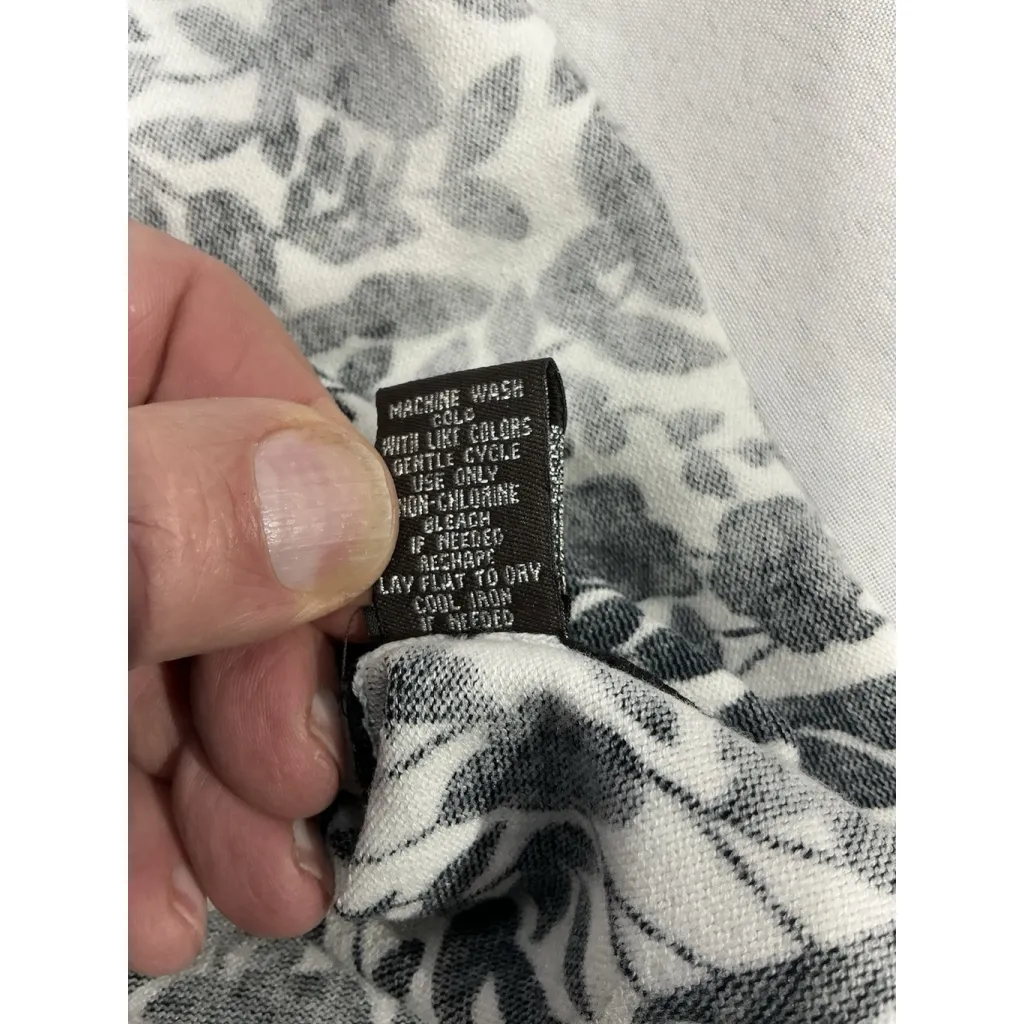 MACHINE WASH
COLD
WITH LIKE COLORS
GENTLE CYCLE
USE ONLY
NON-CHLORINE
BLEACH
IF NEEDED
RESHAPE
LAY FLAT TO DRY
COOL IRON
IF NEEDED